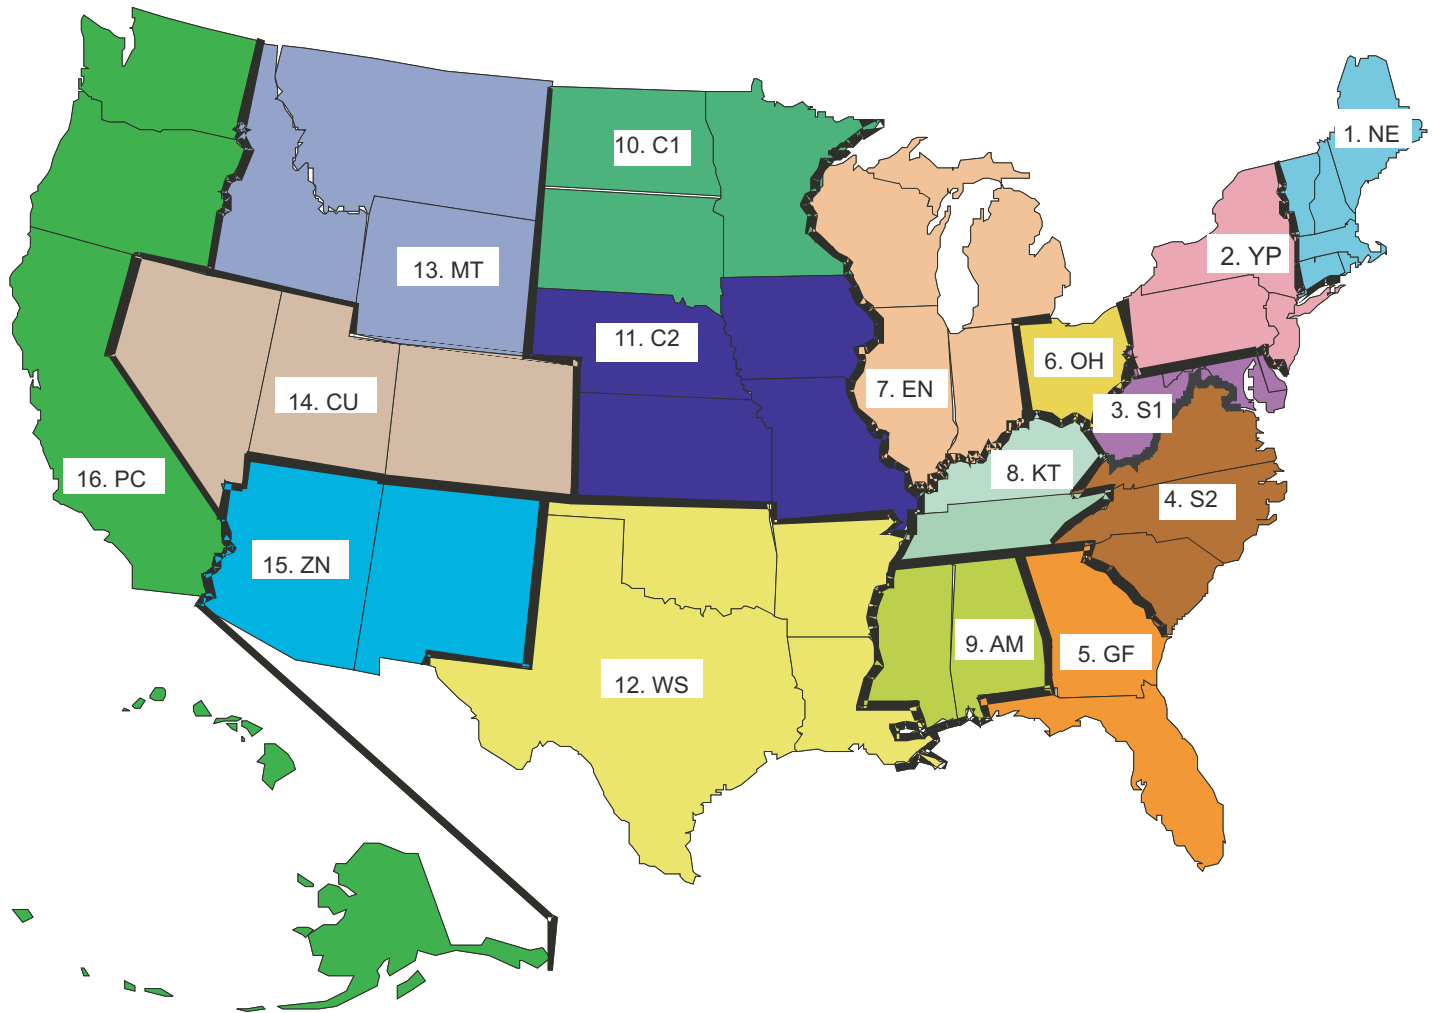 1. NE
2. YP
3. S1
4. S2
5. GF
6. OH
7. EN
8. KT
9. AM
10. C1
11. C2
12. WS
13. MT
14. CU
15. ZN
16. PC